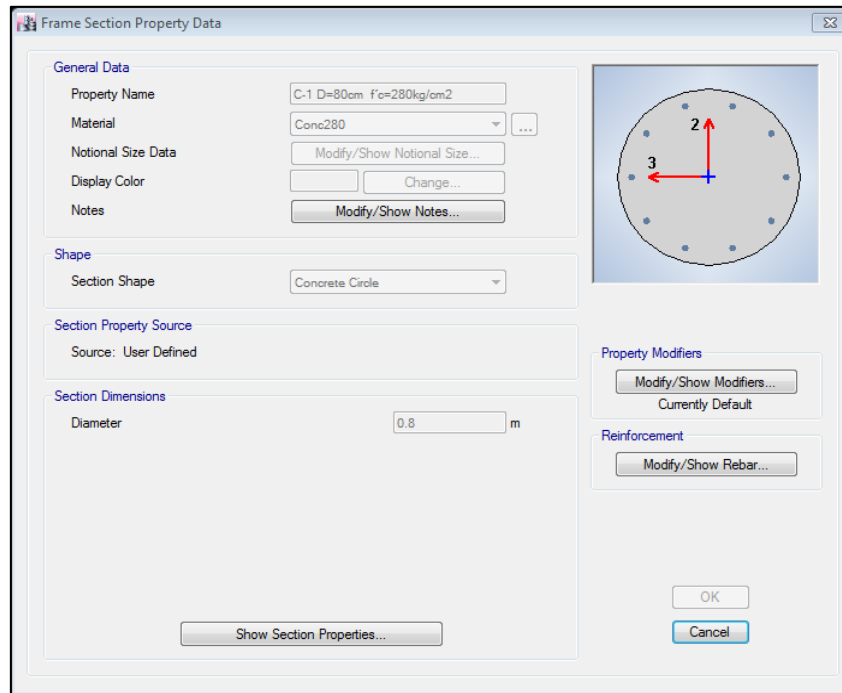 Frame Section Property Data
General Data
Property Name C-1 D=80cm f'c=280kg/cm2
Material Conc280 ...
Notional Size Data Modify/Show Notional Size...
Display Color Change...
Notes Modify/Show Notes...
Shape
Section Shape Concrete Circle
Section Property Source
Source: User Defined
Section Dimensions
Diameter 0.8 m
Show Section Properties...
2
3
Property Modifiers
Modify/Show Modifiers...
Currently Default
Reinforcement
Modify/Show Rebar...
OK
Cancel